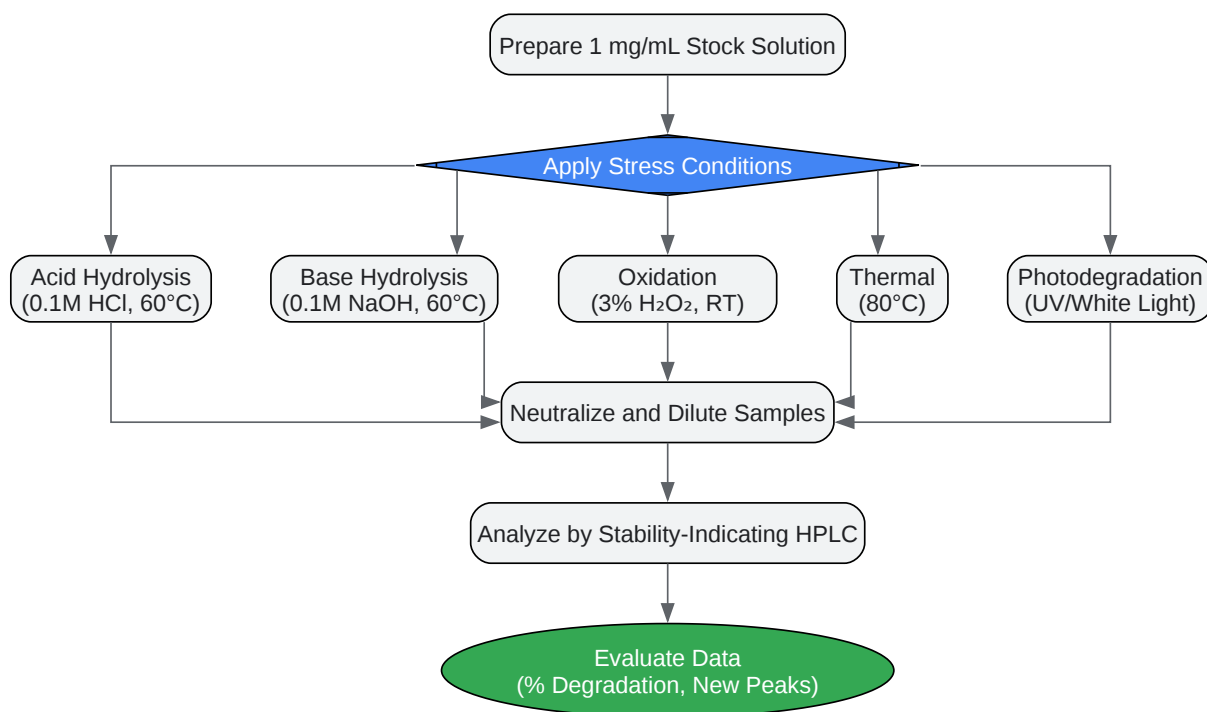 Prepare 1 mg/mL Stock Solution
Apply Stress Conditions
Acid Hydrolysis
(0.1M HCl, 60°C)
Base Hydrolysis
(0.1M NaOH, 60°C)
Oxidation
(3% H₂O₂, RT)
Thermal
(80°C)
Photodegradation
(UV/White Light)
Neutralize and Dilute Samples
Analyze by Stability-Indicating HPLC
Evaluate Data
(% Degradation, New Peaks)